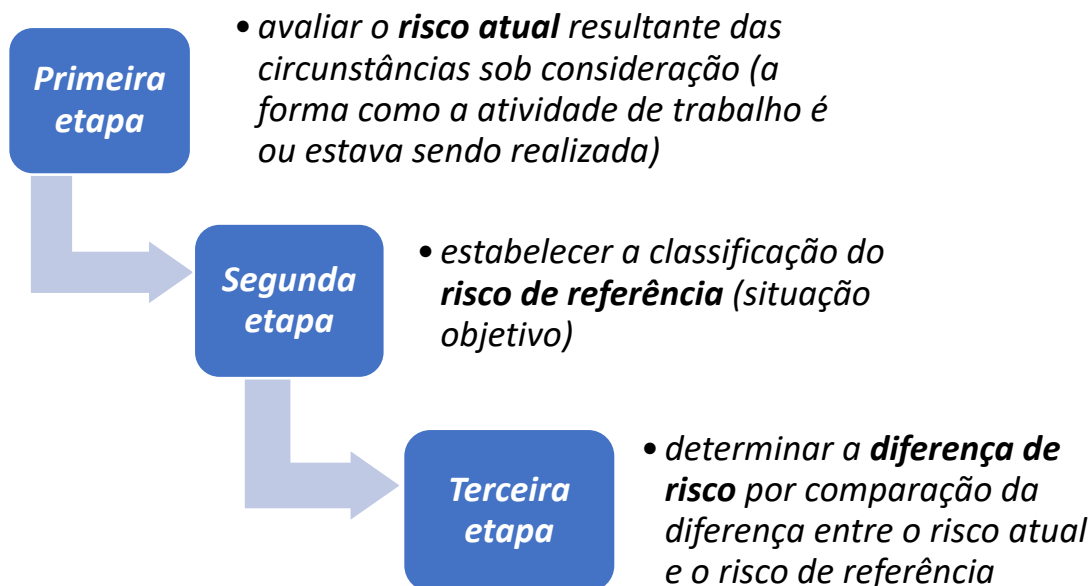 Primeira
etapa
• avaliar o risco atual resultante das
circunstâncias sob consideração (a
forma como a atividade de trabalho é
ou estava sendo realizada)
Segunda
etapa
• estabelecer a classificação do
risco de referência (situação
objetivo)
Terceira
etapa
• determinar a diferença de
risco por comparação da
diferença entre o risco atual
e o risco de referência